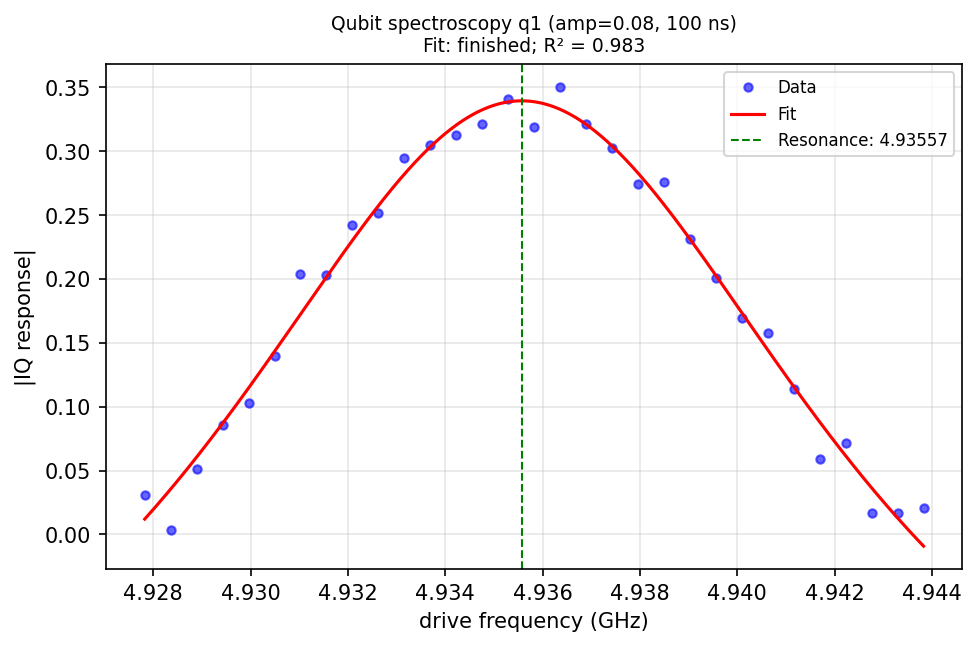 Qubit spectroscopy q1 (amp=0.08, 100 ns)
Fit: finished; R² = 0.983
|IQ response|
0.35
0.30
0.25
0.20
0.15
0.10
0.05
0.00
Data
Fit
Resonance: 4.93557
4.928 4.930 4.932 4.934 4.936 4.938 4.940 4.942 4.944
drive frequency (GHz)